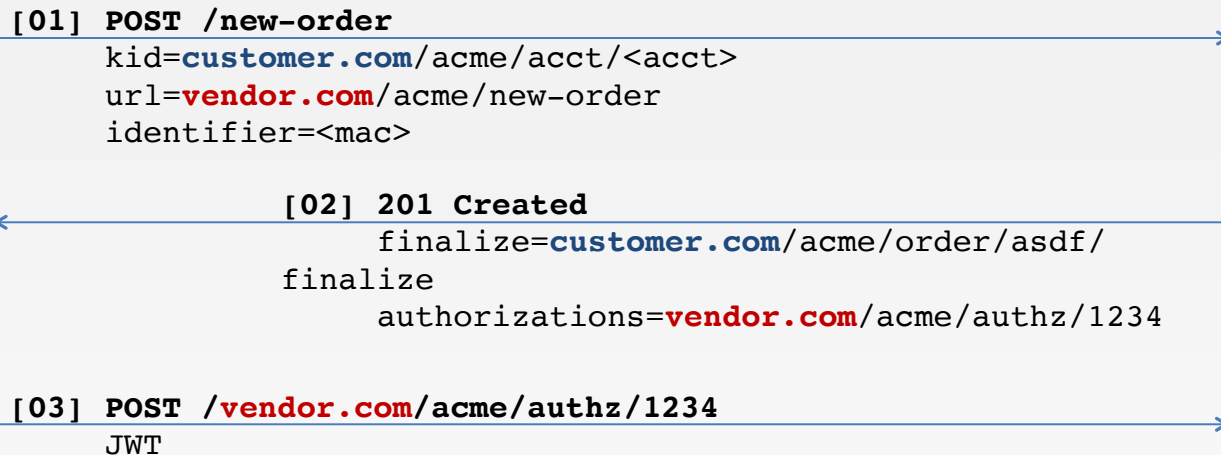 [01] POST /new-order
kid=customer.com/acme/acct/<acct>
url=vendor.com/acme/new-order
identifier=<mac>
[02] 201 Created
finalize=customer.com/acme/order/asdf/
finalize
authorizations=vendor.com/acme/authz/1234
[03] POST /vendor.com/acme/authz/1234
JWT